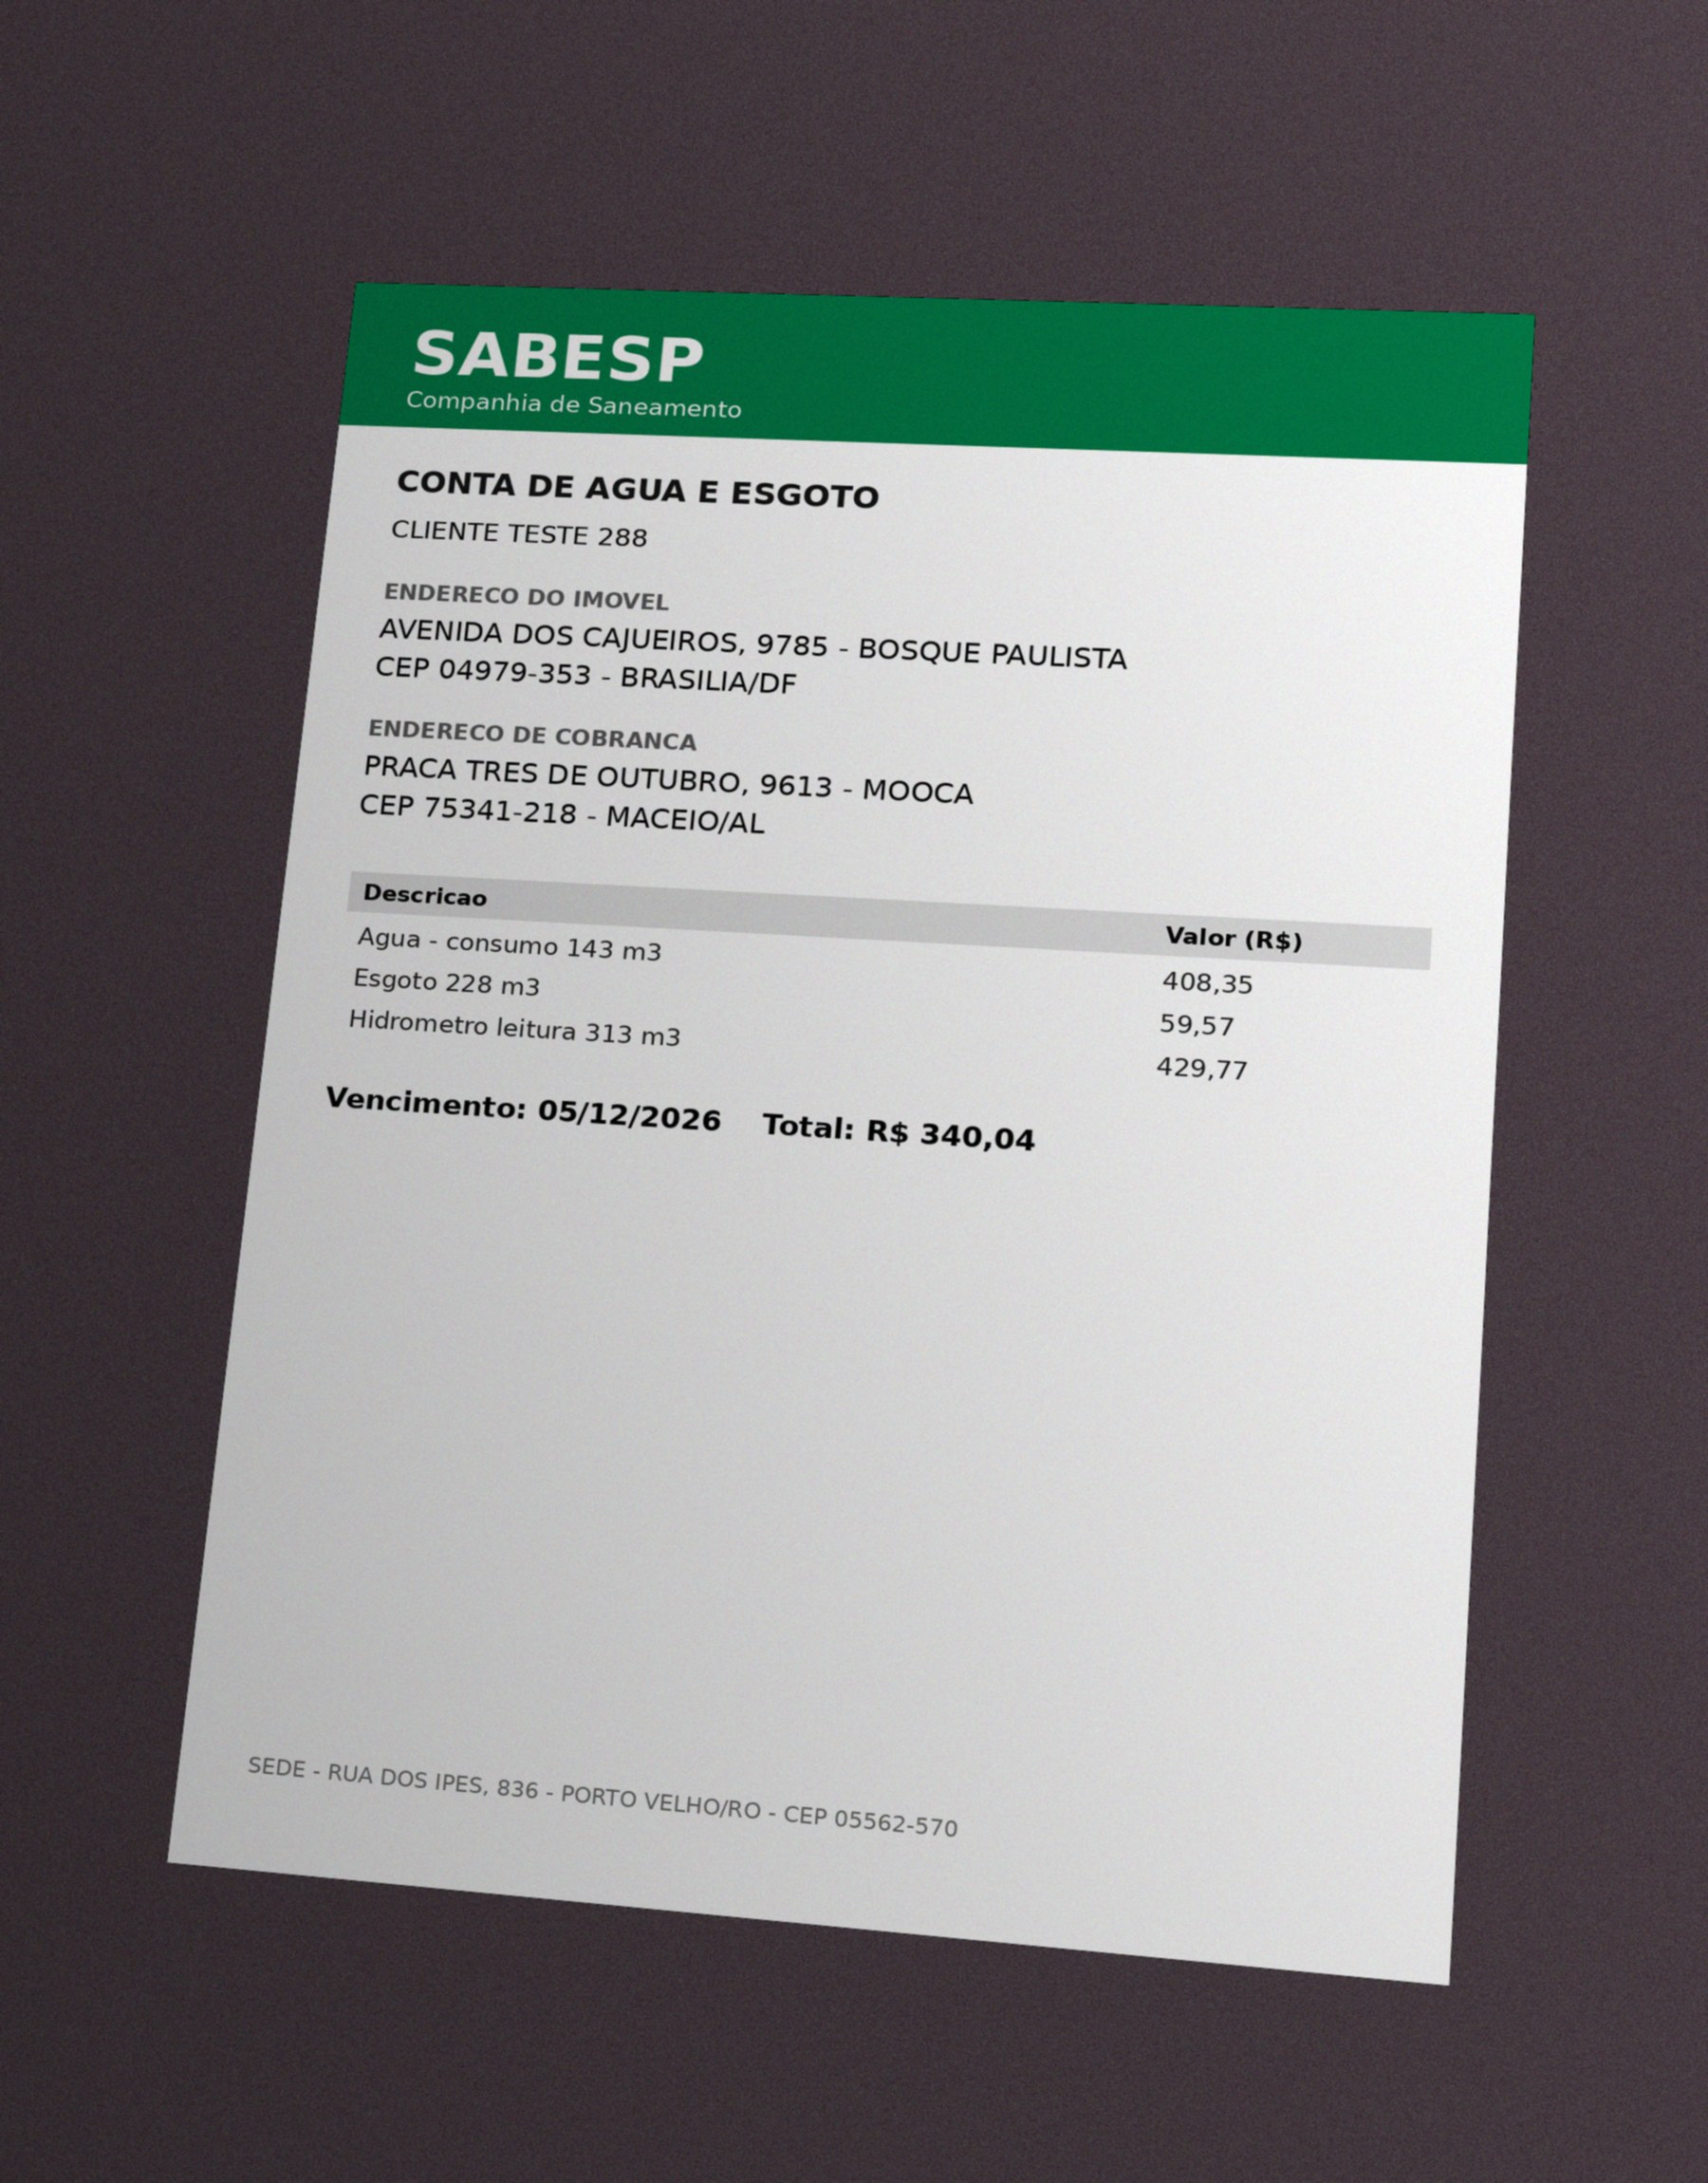 SABESP
Companhia de Saneamento
CONTA DE AGUA E ESGOTO
CLIENTE TESTE 288
ENDERECO DO IMOVEL
AVENIDA DOS CAJUEIROS, 9785 - BOSQUE PAULISTA
CEP 04979-353 - BRASILIA/DF
ENDERECO DE COBRANCA
PRACA TRES DE OUTUBRO, 9613 - MOOCA
CEP 75341-218 - MACEIO/AL
Descricao Valor (R$)
Agua - consumo 143 m3 408,35
Esgoto 228 m3 59,57
Hidrometro leitura 313 m3 429,77
Vencimento: 05/12/2026 Total: R$ 340,04
SEDE - RUA DOS IPES, 836 - PORTO VELHO/RO - CEP 05562-570